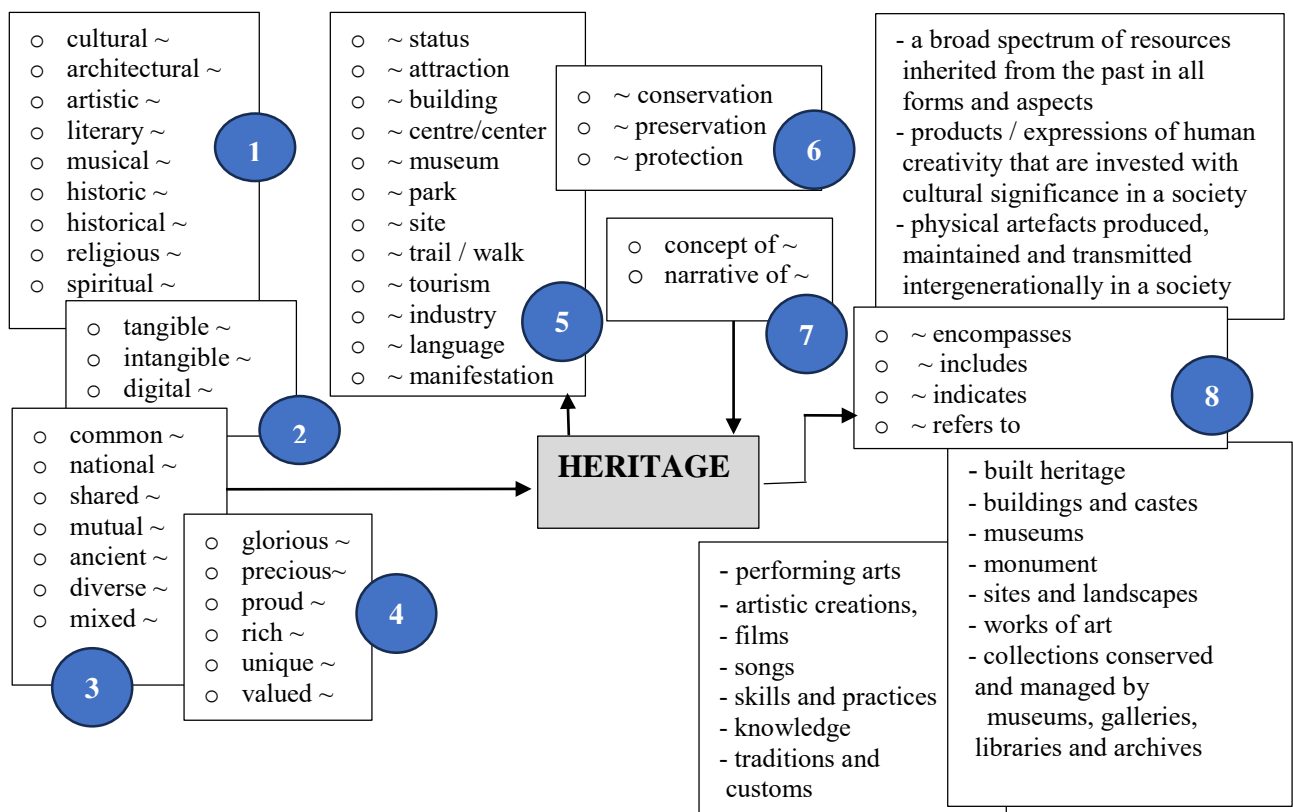 o cultural ~
o architectural ~
o artistic ~
o literary ~
o musical ~
o historic ~
o historical ~
o religious ~
o spiritual ~
1
o tangible ~
o intangible ~
o digital ~
2
o common ~
o national ~
o shared ~
o mutual ~
o ancient ~
o diverse ~
o mixed ~
3
o glorious ~
o precious~
o proud ~
o rich ~
o unique ~
o valued ~
4
o ~ status
o ~ attraction
o ~ building
o ~ centre/center
o ~ museum
o ~ park
o ~ site
o ~ trail / walk
o ~ tourism
o ~ industry
o ~ language
o ~ manifestation
5
o ~ conservation
o ~ preservation
o ~ protection
6
o concept of ~
o narrative of ~
7
HERITAGE
- a broad spectrum of resources
inherited from the past in all
forms and aspects
- products / expressions of human
creativity that are invested with
cultural significance in a society
- physical artefacts produced,
maintained and transmitted
intergenerationally in a society
o ~ encompasses
o ~ includes
o ~ indicates
o ~ refers to
8
- performing arts
- artistic creations,
- films
- songs
- skills and practices
- knowledge
- traditions and
customs
- built heritage
- buildings and castes
- museums
- monument
- sites and landscapes
- works of art
- collections conserved
and managed by
museums, galleries,
libraries and archives